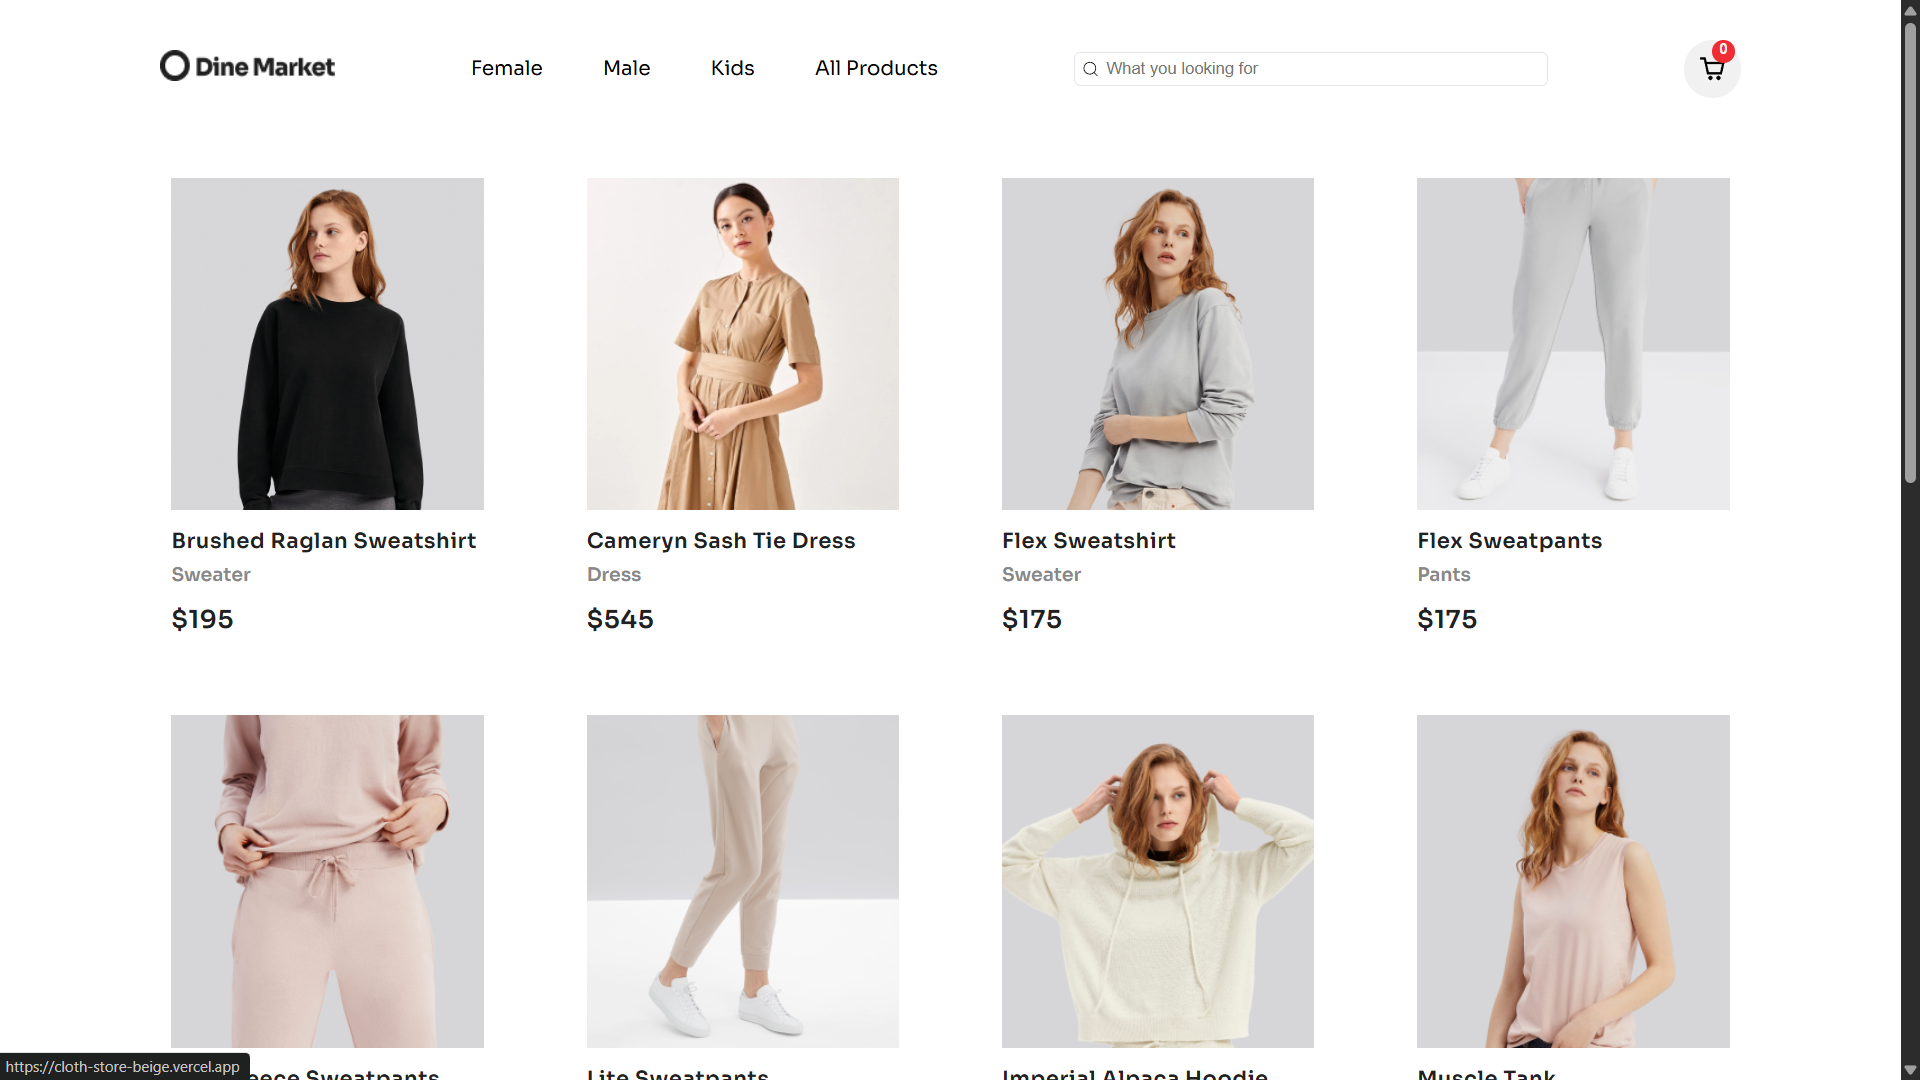 Dine Market
Female
Male
Kids
All Products
What you looking for
0
Brushed Raglan Sweatshirt
Sweater
$195
Cameryn Sash Tie Dress
Dress
$545
Flex Sweatshirt
Sweater
$175
Flex Sweatpants
Pants
$175
Sweatpants
Lite Sweatpants
Imperial Alpaca Hoodie
Muscle Tank
https://cloth-store-beige.vercel.app